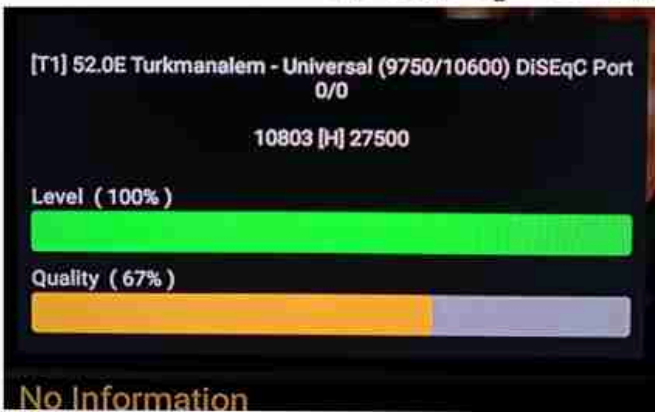 [T1] 52.0E Turkmanalem - Universal (9750/10600) DiSEqC Port
0/0
10803 [H] 27500
Level ( 100% )
Quality ( 67% )
No Information